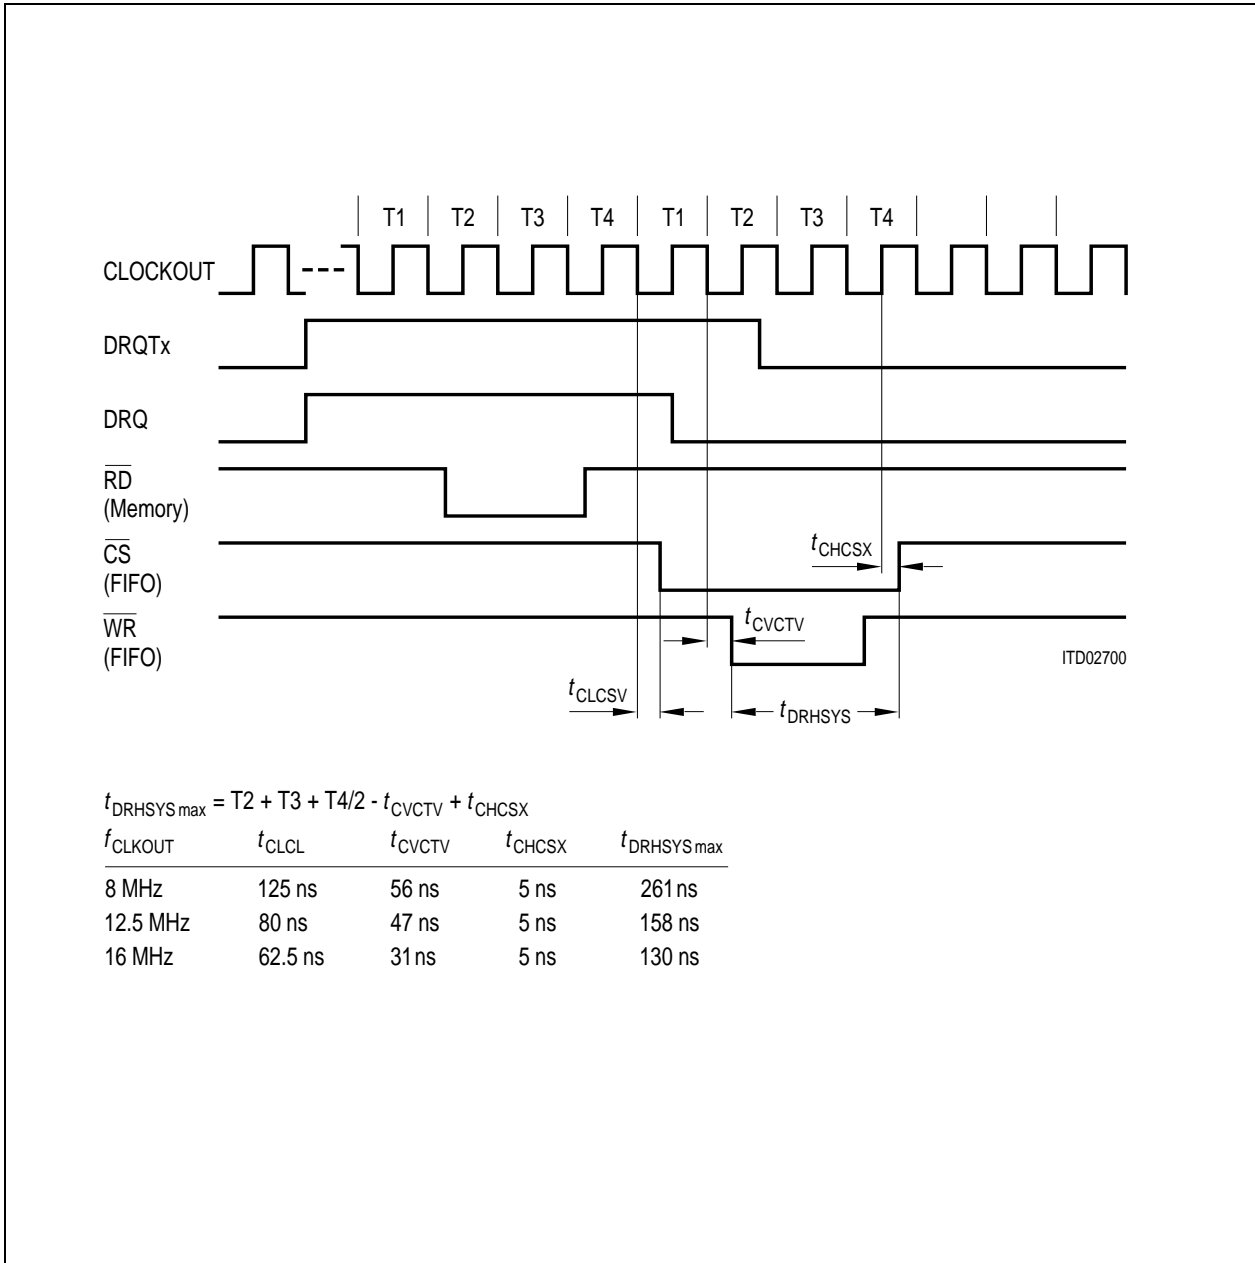 T1 T2 T3 T4 T1 T2 T3 T4
CLOCKOUT
DRQTx
DRQ
RD
(Memory)
CS
(FIFO)
tCHCSX
WR
(FIFO)
tCVCTV
ITD02700
tCLCSV
tDRHSYS
tDRHSYS max = T2 + T3 + T4/2 - tCVCTV + tCHCSX
fCLKOUT tCLCL tCVCTV tCHCSX tDRHSYS max
8 MHz 125 ns 56 ns 5 ns 261 ns
12.5 MHz 80 ns 47 ns 5 ns 158 ns
16 MHz 62.5 ns 31 ns 5 ns 130 ns